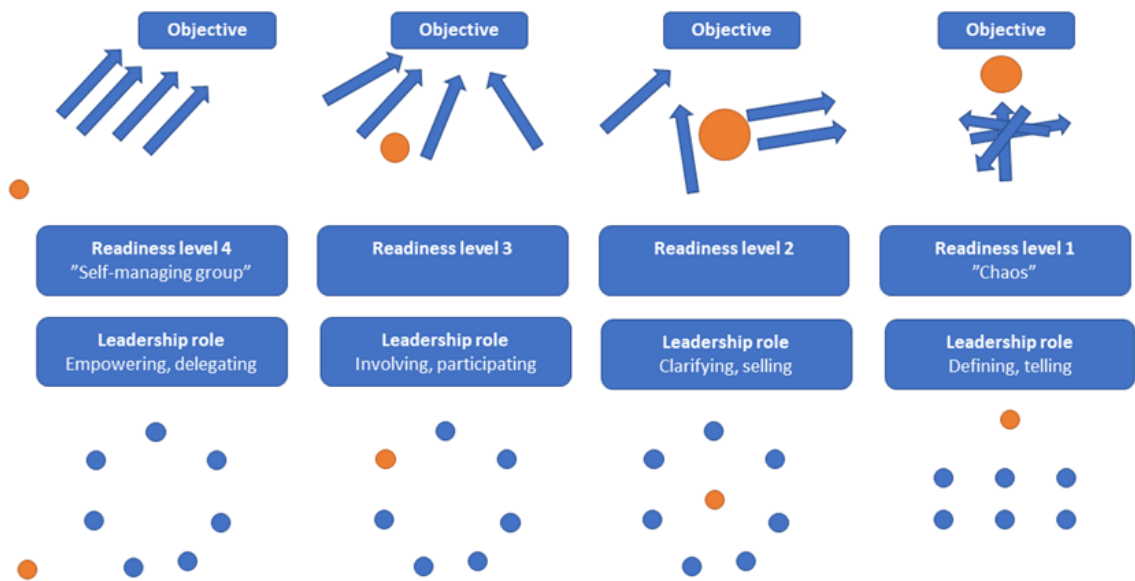 Objective
Objective
Objective
Objective
Readiness level 4
”Self-managing group”
Readiness level 3
Readiness level 2
Readiness level 1
”Chaos”
Leadership role
Empowering, delegating
Leadership role
Involving, participating
Leadership role
Clarifying, selling
Leadership role
Defining, telling